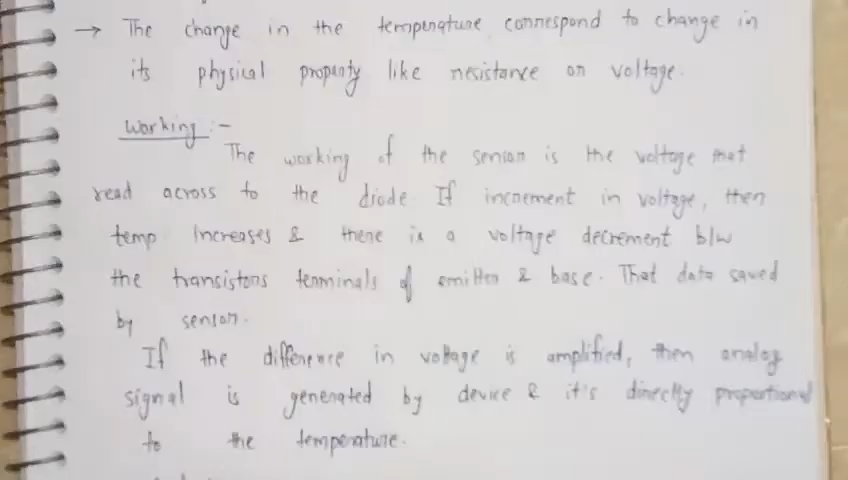 → The change in the temperature correspond to change in
its physical property like resistance or voltage.
Working :-
The working of the sensor is the voltage that
read across to the diode If increment in voltage, then
temp Increases & there is a voltage decrement b/w
the transistors terminals of emitter & base. That data saved
by sensor.
If the difference in voltage is amplified, then analog
signal is generated by device & it's directly proportional
to the temperature.